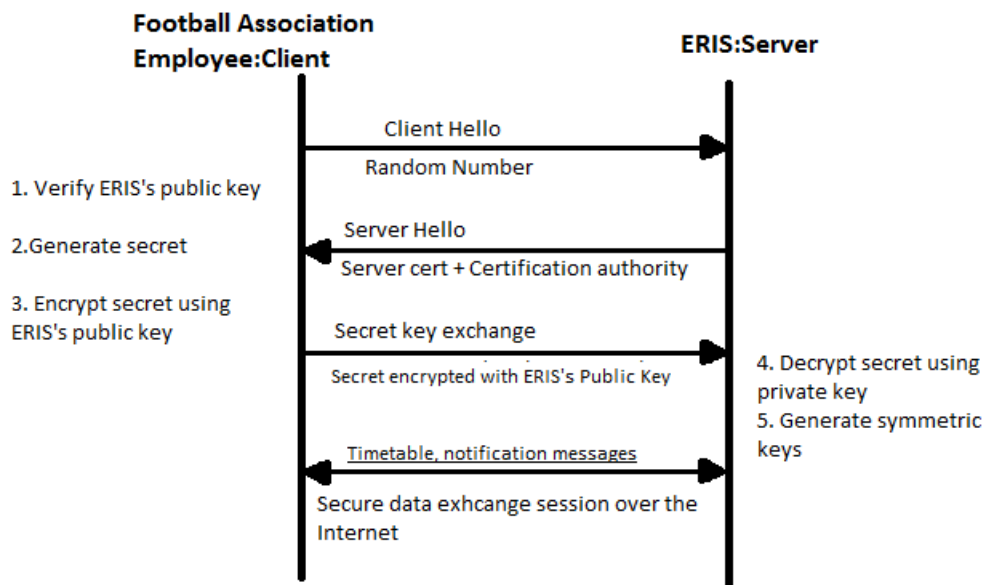 Football Association
Employee:Client
ERIS:Server
Client Hello
Random Number
1. Verify ERIS's public key
Server Hello
2.Generate secret
Server cert + Certification authority
3. Encrypt secret using
ERIS's public key
Secret key exchange
Secret encrypted with ERIS's Public Key
4. Decrypt secret using
private key
5. Generate symmetric
keys
Timetable, notification messages
Secure data exhcange session over the
Internet